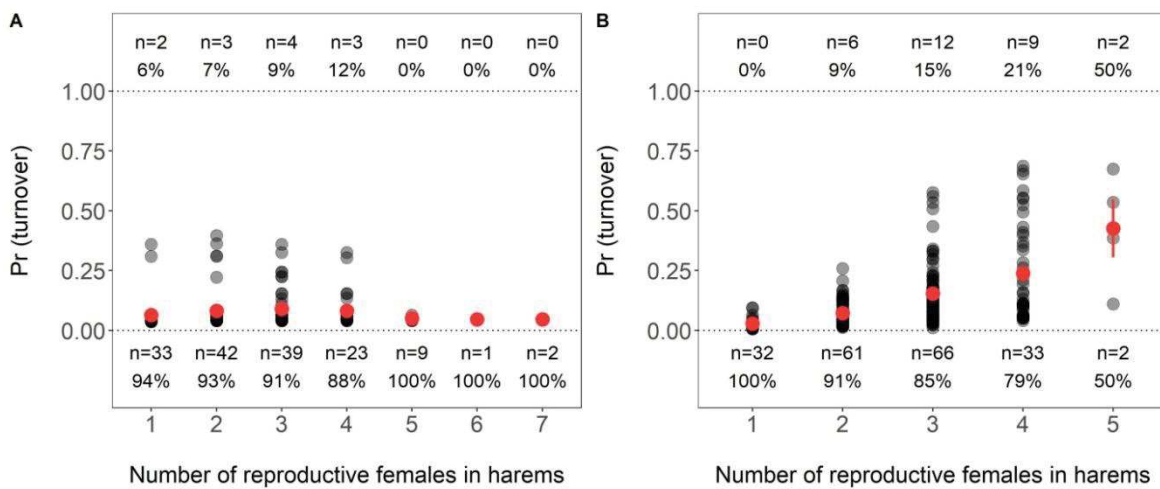 A
n=2 n=3 n=4 n=3 n=0 n=0 n=0
6% 7% 9% 12% 0% 0% 0%
1.00
0.75
0.50
0.25
0.00
Pr (turnover)
n=33 n=42 n=39 n=23 n=9 n=1 n=2
94% 93% 91% 88% 100% 100% 100%
1 2 3 4 5 6 7
Number of reproductive females in harems
B
n=0 n=6 n=12 n=9 n=2
0% 9% 15% 21% 50%
1.00
0.75
0.50
0.25
0.00
Pr (turnover)
n=32 n=61 n=66 n=33 n=2
100% 91% 85% 79% 50%
1 2 3 4 5
Number of reproductive females in harems